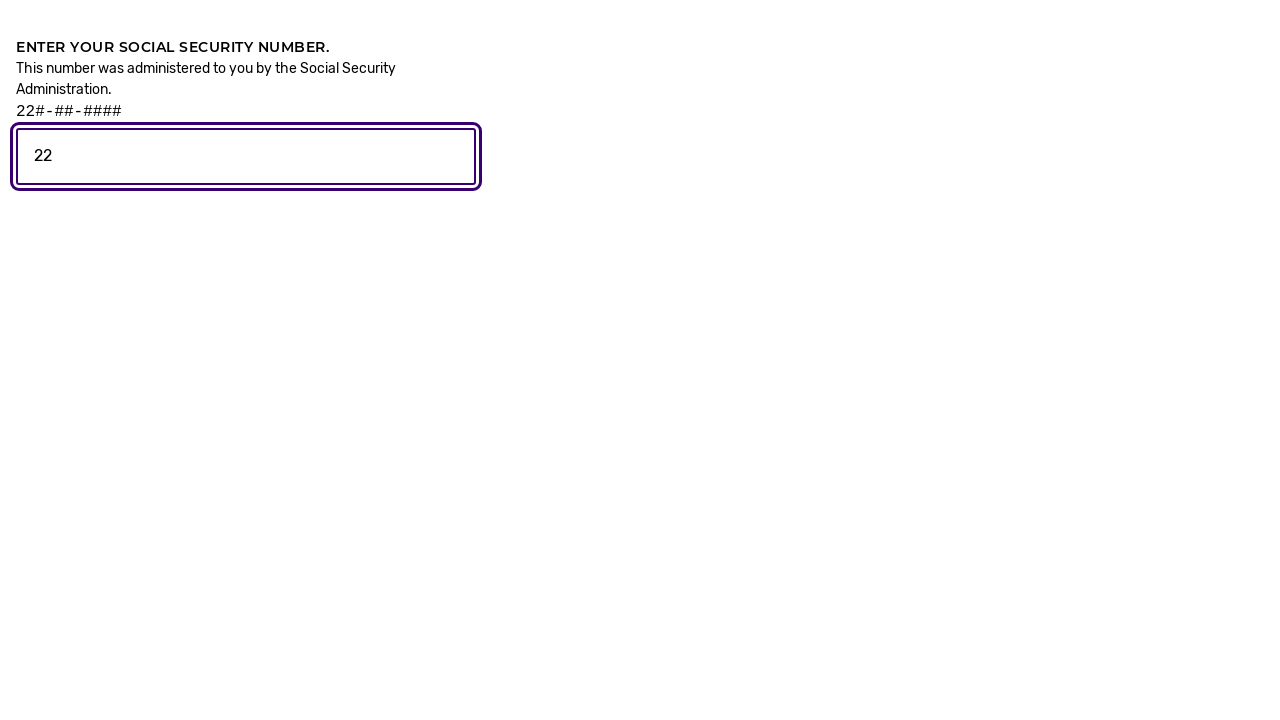 ENTER YOUR SOCIAL SECURITY NUMBER.
This number was administered to you by the Social Security
Administration.
22#-##-####
22